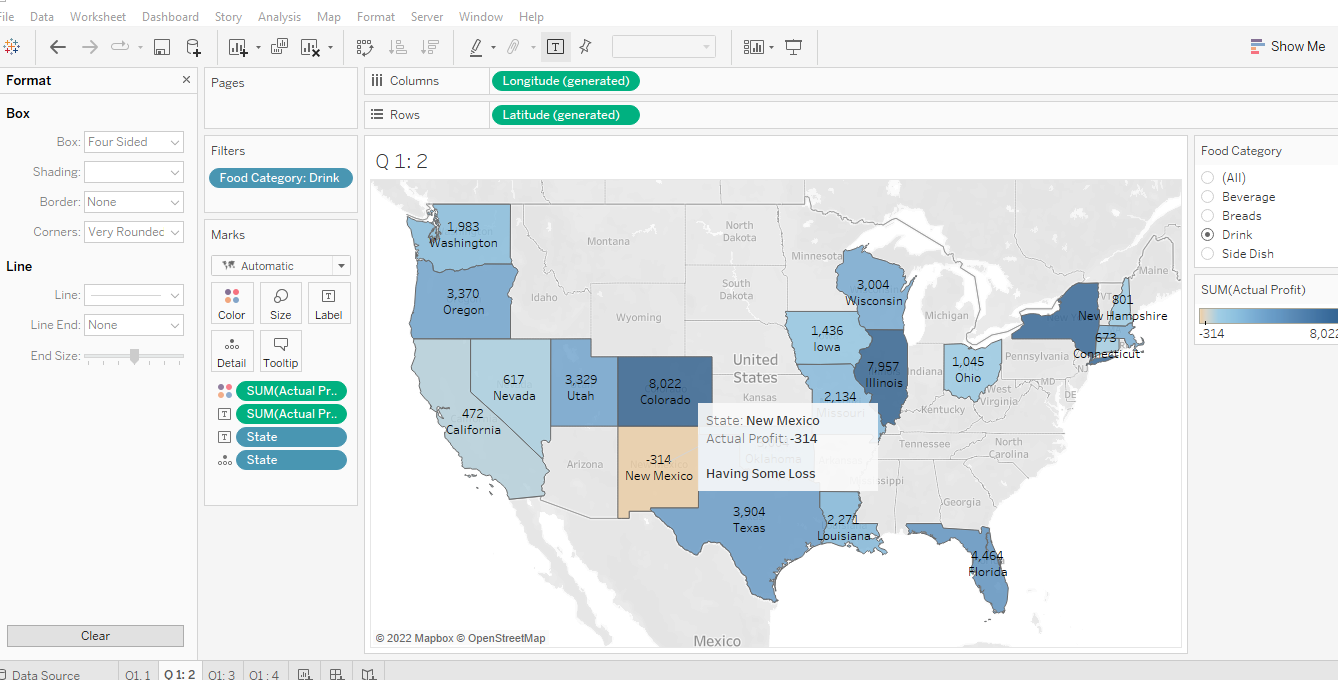 File Data Worksheet Dashboard Story Analysis Map Format Server Window Help
Show Me
Format
Box
Box: Four Sided
Shading:
Border: None
Corners: Very Rounded
Line
Line:
Line End: None
End Size:
Clear
Pages
Filters
Food Category: Drink
Marks
Automatic
Color Size Label
Detail Tooltip
SUM(Actual Pr..
SUM(Actual Pr..
State
State
Columns Longitude (generated)
Rows Latitude (generated)
Q 1: 2
1,983
Washington
Montana
North
Dakota
Minnesota
Maine
3,370
Oregon
Idaho
South
Dakota
3,004
Wisconsin
VT
801
New Hampshire
Wyoming
Michigan
673
Connecticut
1,436
Iowa
Pennsylvania
NJ
United
States
7,957
Illinois
Indiana
1,045
Ohio
MD
DE
617
Nevada
3,329
Utah
8,022
Colorado
Kansas
2,134
Missouri
West
Virginia
Kentucky
472
California
Arizona
-314
New Mexico
State: New Mexico
Actual Profit: -314
Having Some Loss
Oklahoma
Tennessee
North
Carolina
Georgia
3,904
Texas
2,271
Louisiana
4,464
Florida
Mexico
© 2022 Mapbox © OpenStreetMap
Food Category
(All)
Beverage
Breads
Drink
Side Dish
SUM(Actual Profit)
-314 8,022
Data Source Q1. 1 Q 1: 2 Q1: 3 Q1 : 4